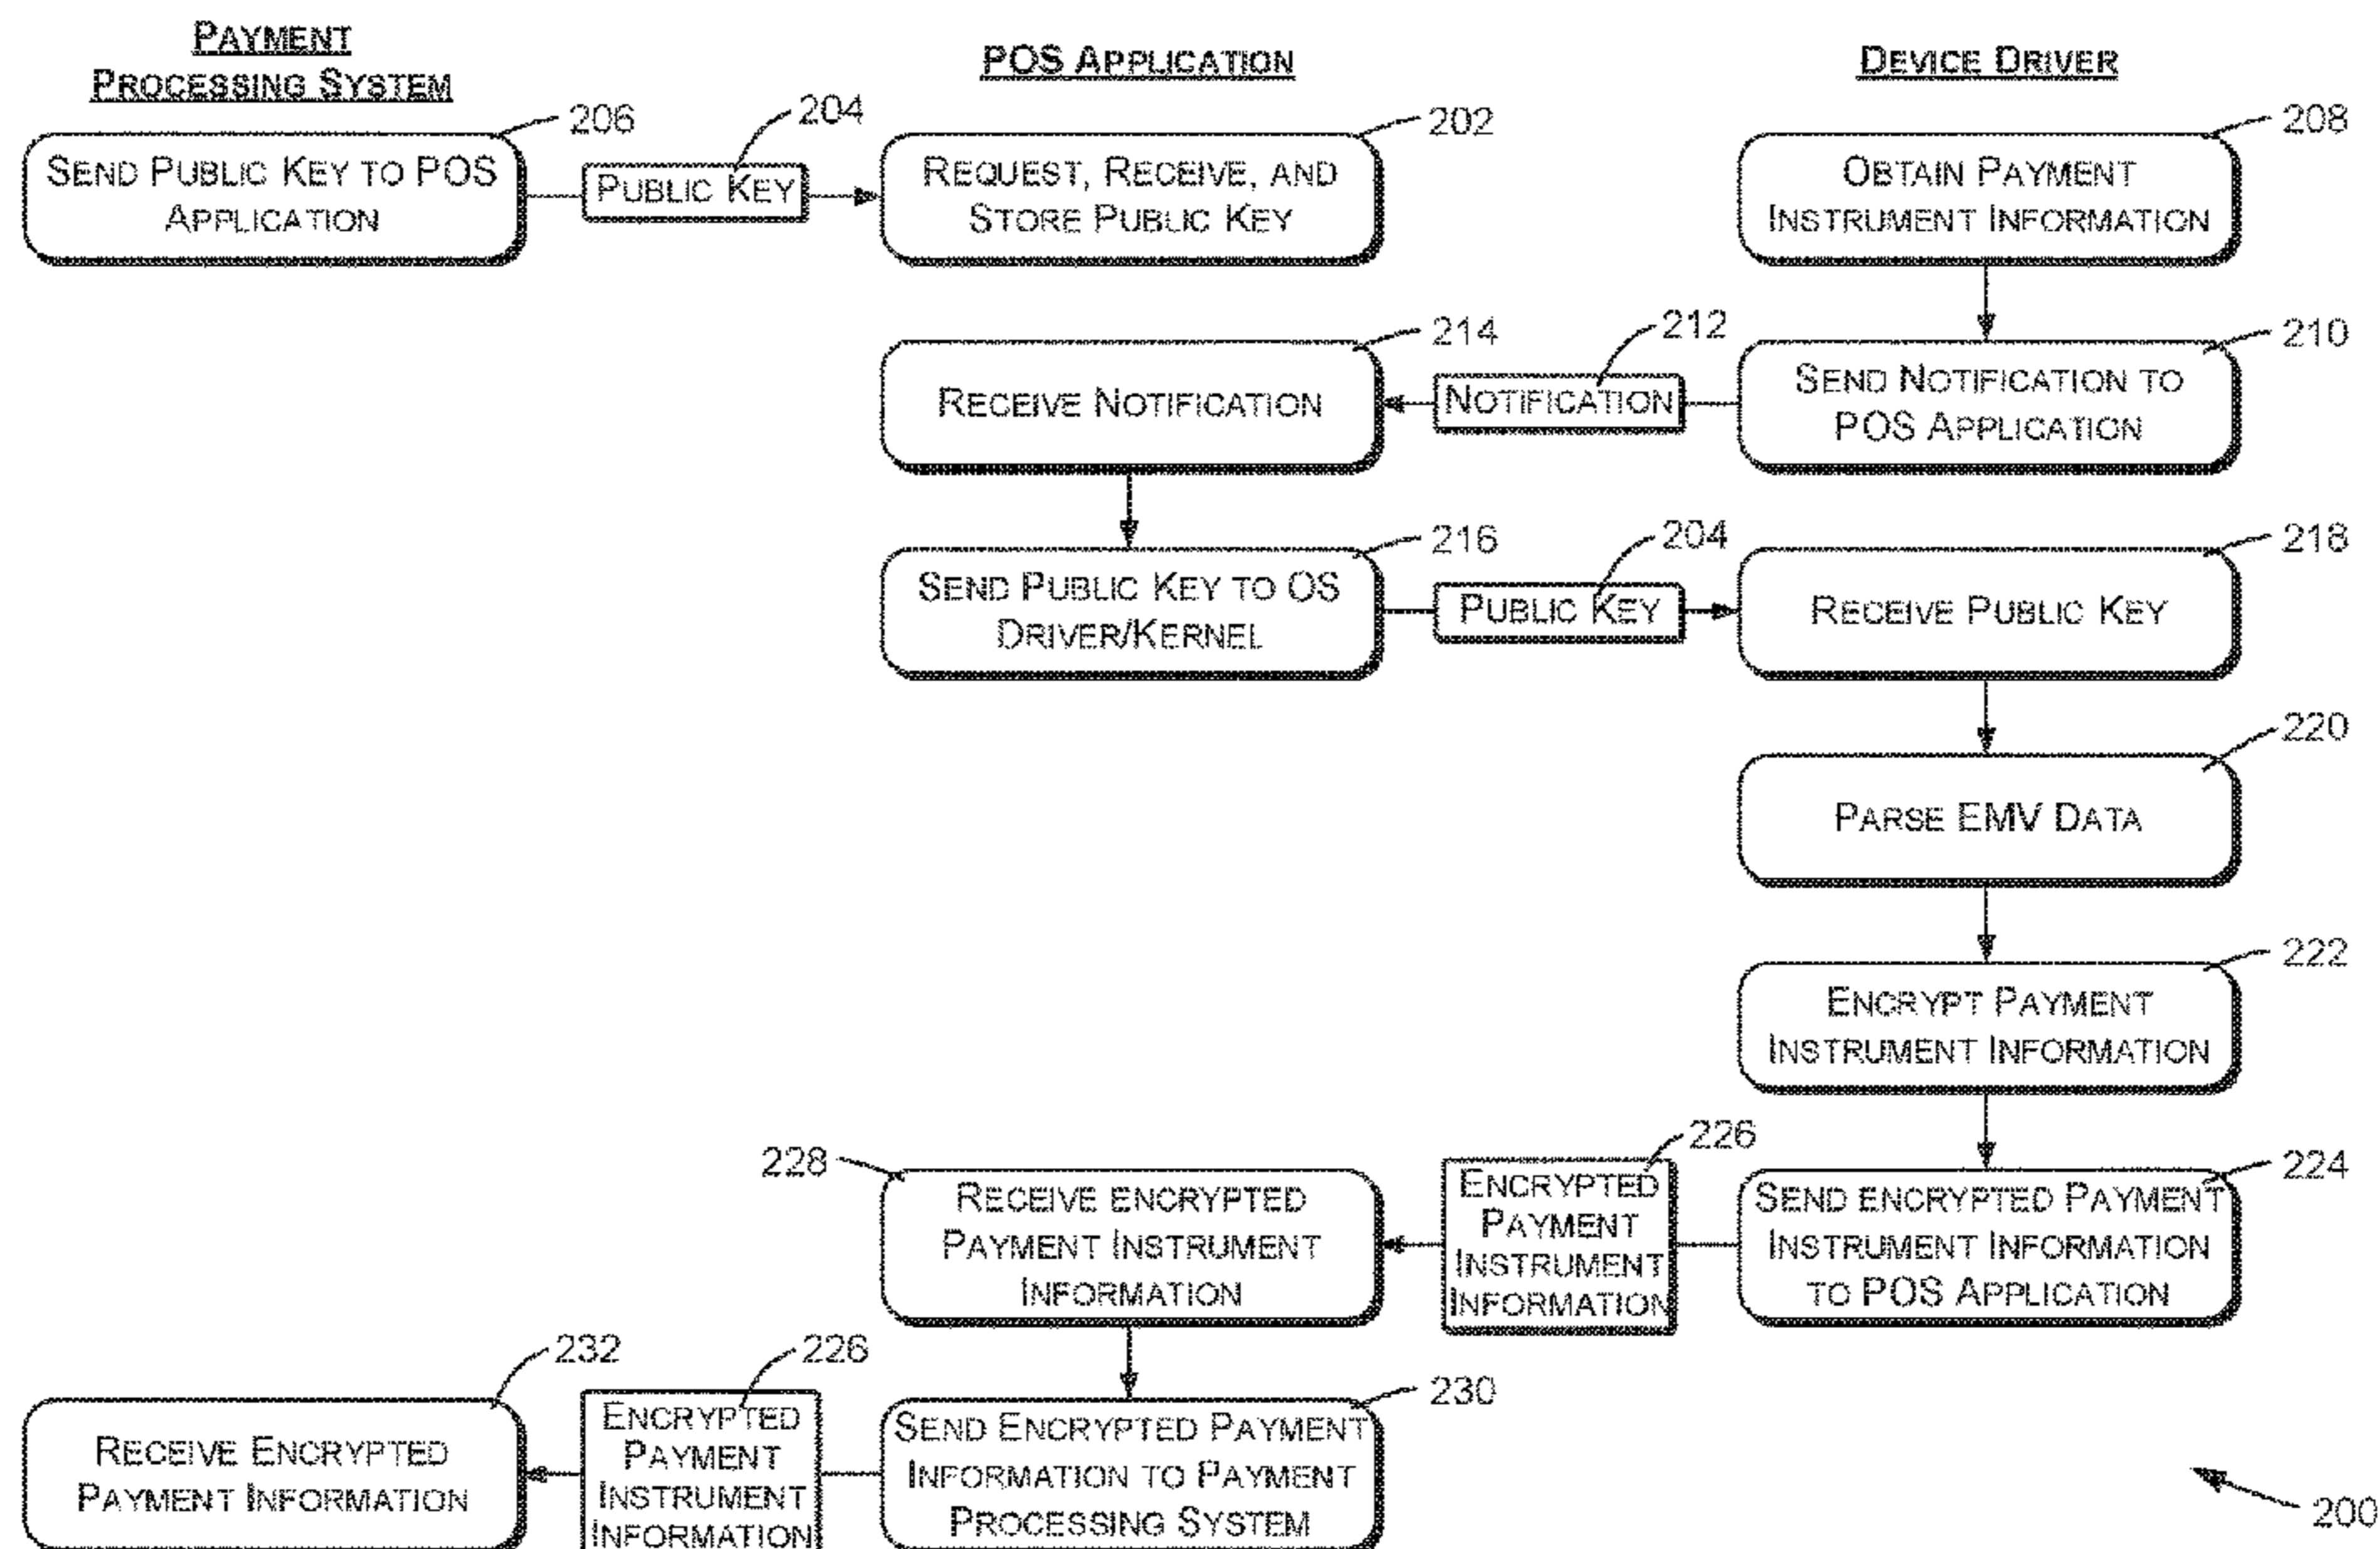 PAYMENT
PROCESSING SYSTEM
POS APPLICATION
DEVICE DRIVER
206
204
202
208
SEND PUBLIC KEY TO POS
APPLICATION
PUBLIC KEY
REQUEST, RECEIVE, AND
STORE PUBLIC KEY
OBTAIN PAYMENT
INSTRUMENT INFORMATION
214
212
210
RECEIVE NOTIFICATION
NOTIFICATION
SEND NOTIFICATION TO
POS APPLICATION
216
204
218
SEND PUBLIC KEY TO OS
DRIVER/KERNEL
PUBLIC KEY
RECEIVE PUBLIC KEY
220
PARSE EMV DATA
222
ENCRYPT PAYMENT
INSTRUMENT INFORMATION
228
226
224
RECEIVE ENCRYPTED
PAYMENT INSTRUMENT
INFORMATION
ENCRYPTED
PAYMENT
INSTRUMENT
INFORMATION
SEND ENCRYPTED PAYMENT
INSTRUMENT INFORMATION
TO POS APPLICATION
232
226
230
RECEIVE ENCRYPTED
PAYMENT INFORMATION
ENCRYPTED
PAYMENT
INSTRUMENT
INFORMATION
SEND ENCRYPTED PAYMENT
INFORMATION TO PAYMENT
PROCESSING SYSTEM
200